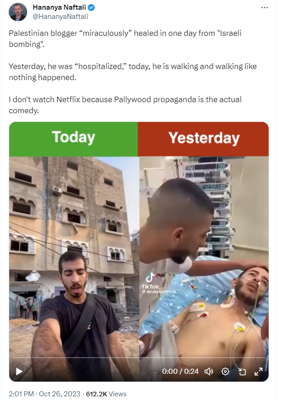 Hananya Naftali
@HananyaNaftali
Palestinian blogger “miraculously” healed in one day from "Israeli
bombing".
Yesterday, he was “hospitalized,” today, he is walking and walking like
nothing happened.
I don't watch Netflix because Pallywood propaganda is the actual
comedy.
Today
Yesterday
TikTok
0:00 / 0:24
2:01 PM · Oct 26, 2023 · 612.2K Views